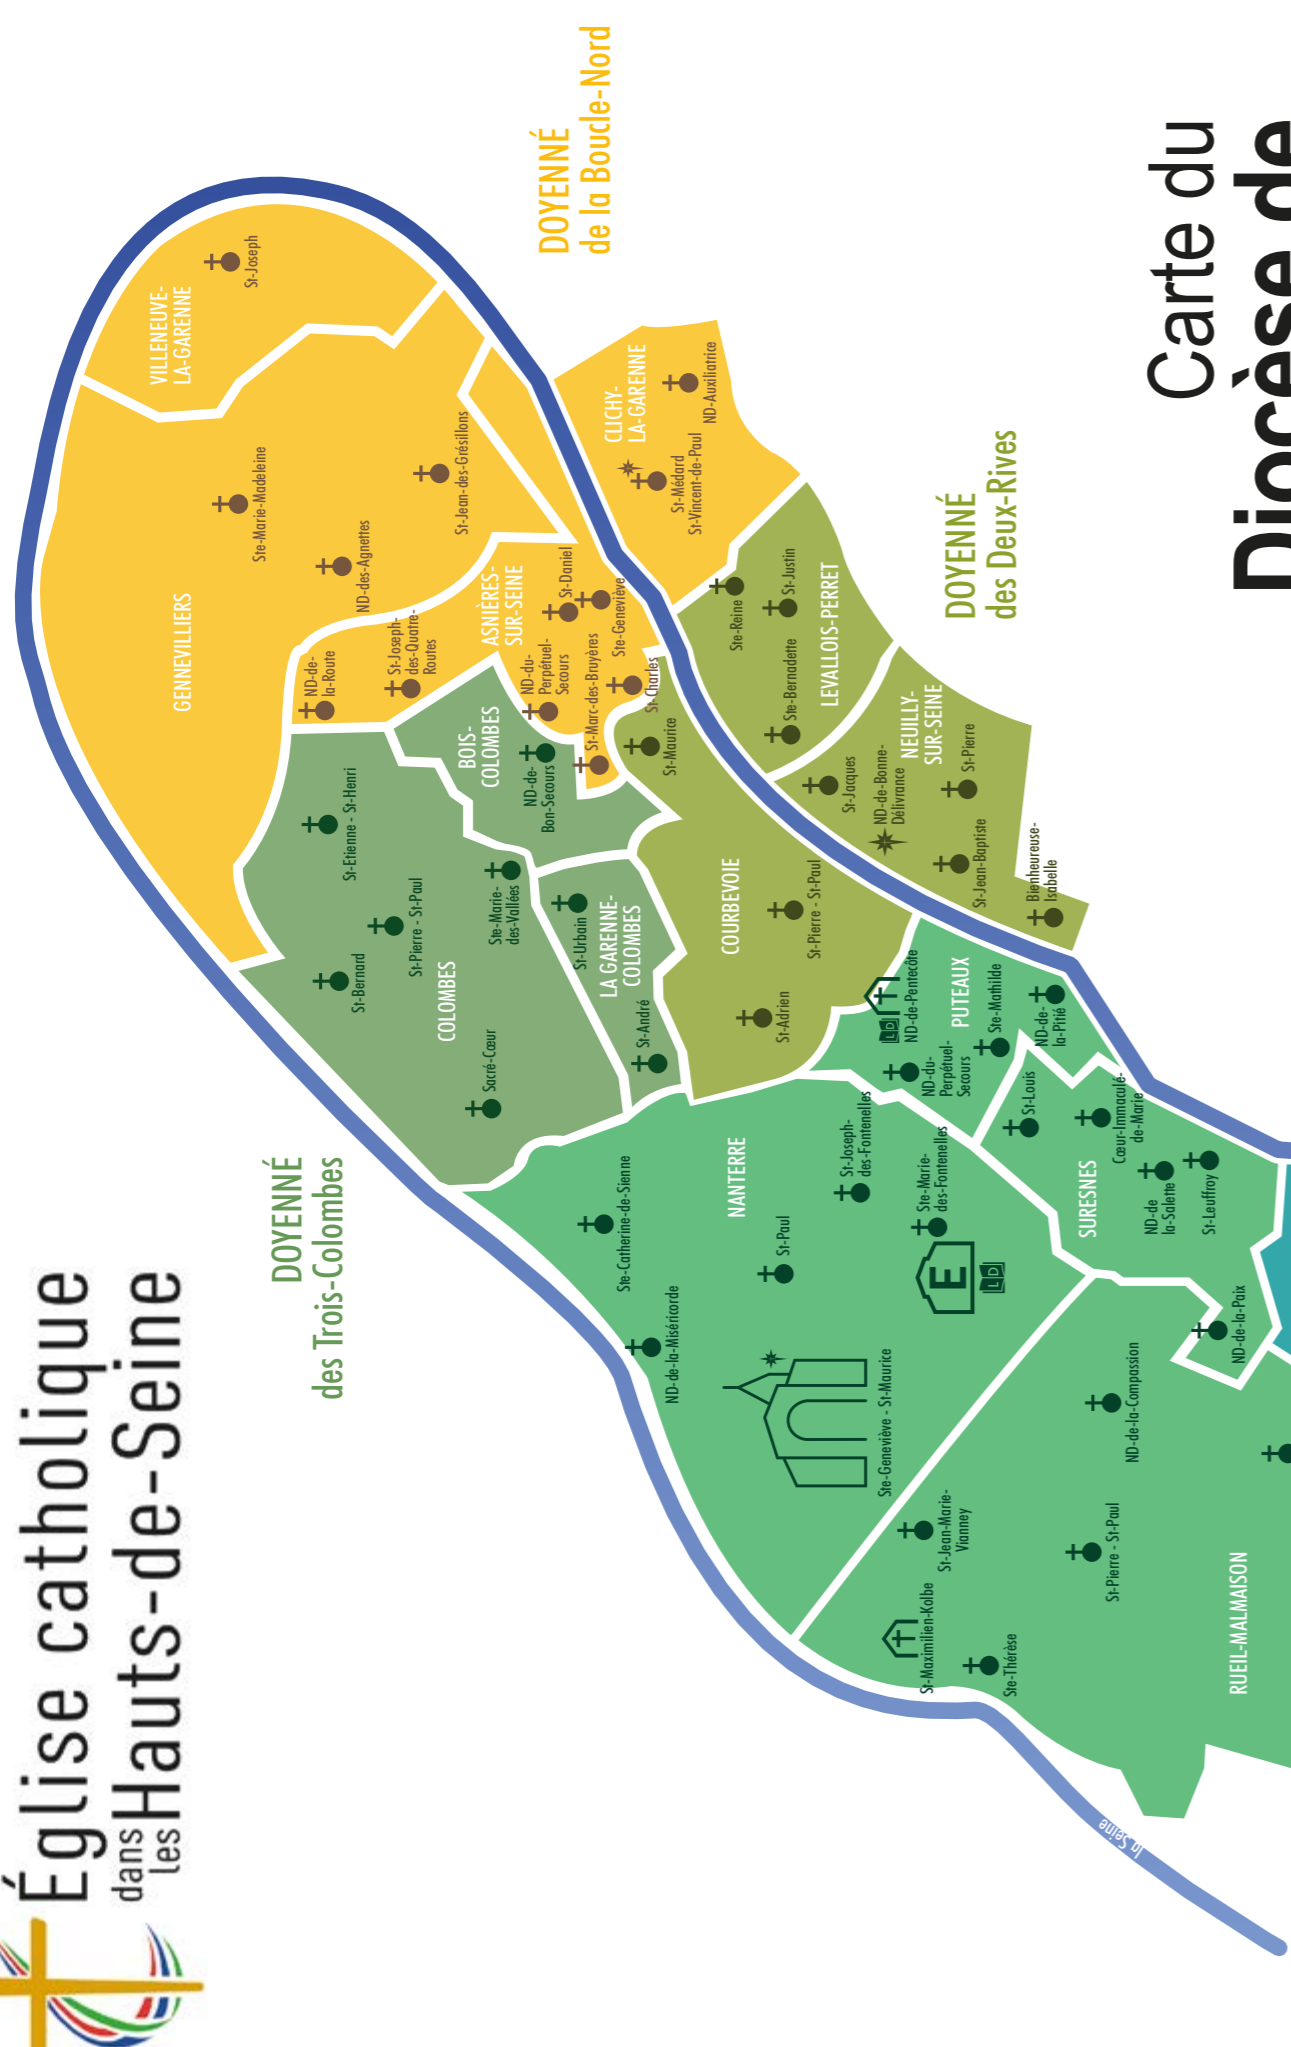 Église catholique
dans
les
Hauts-de-Seine
DOYENNÉ
des Trois-Colombes
DOYENNÉ
de la Boucle-Nord
DOYENNÉ
des Deux-Rives
Carte du
Diocèse de
VILLENEUVE-
LA-GARENNE
St-Joseph
GENNEVILLIERS
Ste-Marie-Madeleine
ND-des-Agnettes
St-Jean-des-Grésillons
ASNIÈRES-
SUR-SEINE
ND-de-
la-Route
St-Joseph-
des-Quatre-
Routes
St-Daniel
Ste-Geneviève
ND-du-
Perpétuel-
Secours
St-Marc-des-Bruyères
St-Charles
CLICHY-
LA-GARENNE
ND-Auxiliatrice
St-Médard
St-Vincent-de-Paul
BOIS-
COLOMBES
ND-de-
Bon-Secours
COLOMBES
St-Etienne - St-Henri
St-Pierre - St-Paul
St-Bernard
Ste-Marie-
des-Vallées
Sacré-Cœur
LA GARENNE-
COLOMBES
St-Urbain
St-André
COURBEVOIE
St-Maurice
St-Pierre - St-Paul
St-Adrien
LEVALLOIS-PERRET
Ste-Reine
St-Justin
Ste-Bernadette
NEUILLY-
SUR-SEINE
St-Jacques
ND-de-Bonne-
Délivrance
St-Pierre
St-Jean-Baptiste
Bienheureuse-
Isabelle
PUTEAUX
LD
ND-de-Pentecôte
Ste-Mathilde
ND-de-
la-Pitié
ND-du-
Perpétuel-
Secours
SURESNES
St-Louis
Cœur-Immaculé-
de-Marie
ND-de
la-Salette
St-Leuffroy
ND-de-la-Paix
NANTERRE
Ste-Catherine-de-Sienne
ND-de-la-Miséricorde
St-Paul
St-Joseph-
des-Fontenelles
Ste-Marie-
des-Fontenelles
E
LD
Ste-Geneviève - St-Maurice
RUEIL-MALMAISON
St-Jean-Marie-
Vianney
St-Maximilien-Kolbe
Ste-Thérèse
St-Pierre - St-Paul
ND-de-la-Compassion
la Seine